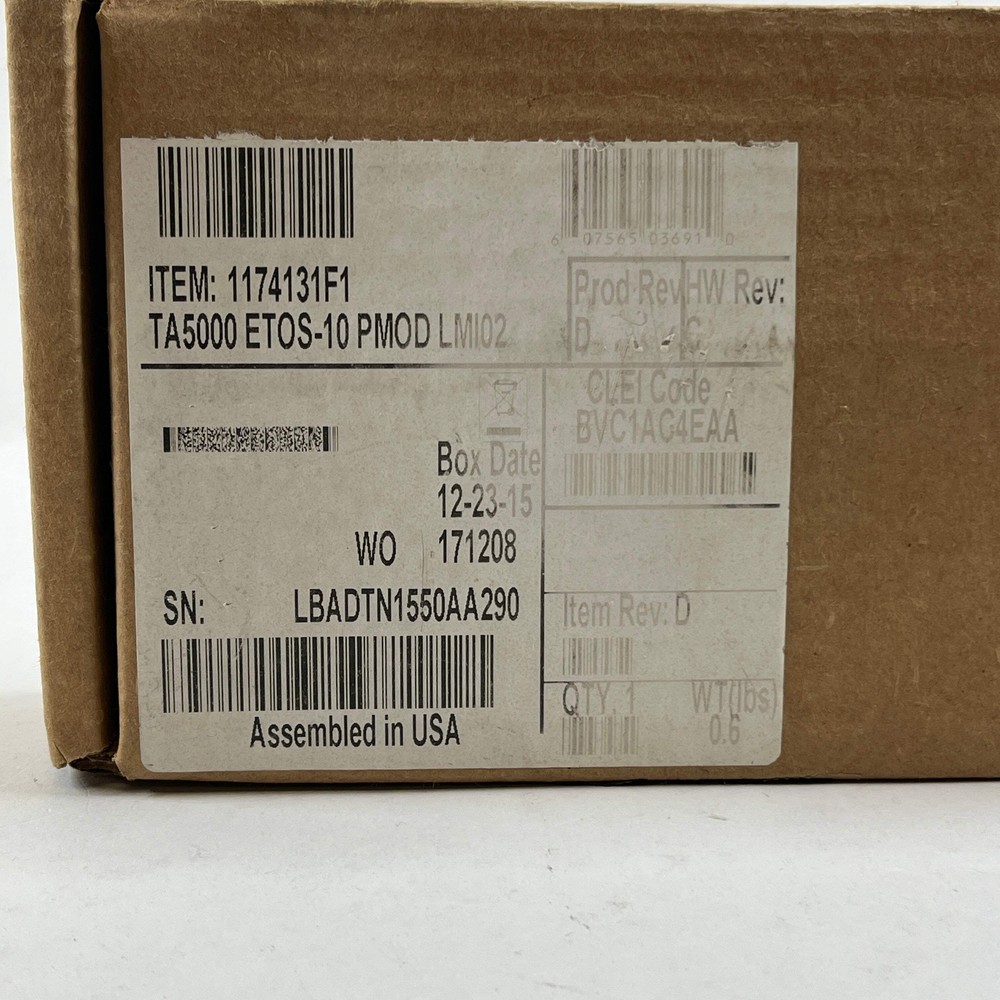 6 07565 03691 0
ITEM: 1174131F1
TA5000 ETOS-10 PMOD LMI02
Prod Rev
D
HW Rev:
CLEI Code
BVC1AC4EAA
Box Date
12-23-15
WO 171208
SN: LBADTN1550AA290
Assembled in USA
Item Rev: D
QTY. 1
WT(lbs)
0.6